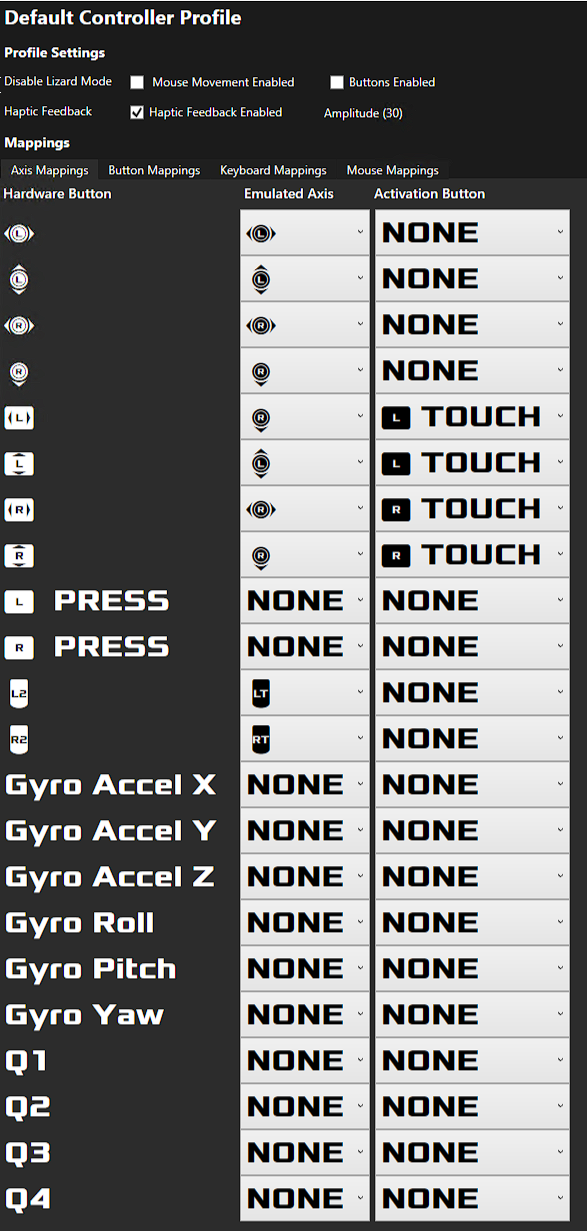 Default Controller Profile
Profile Settings
Disable Lizard Mode Mouse Movement Enabled Buttons Enabled
Haptic Feedback Haptic Feedback Enabled Amplitude (30)
Mappings
Axis Mappings Button Mappings Keyboard Mappings Mouse Mappings
Hardware Button Emulated Axis Activation Button
L L NONE
L L NONE
R R NONE
R R NONE
L R L TOUCH
L L L TOUCH
R R R TOUCH
R R R TOUCH
L PRESS NONE NONE
R PRESS NONE NONE
L2 LT NONE
R2 RT NONE
Gyro Accel X NONE NONE
Gyro Accel Y NONE NONE
Gyro Accel Z NONE NONE
Gyro Roll NONE NONE
Gyro Pitch NONE NONE
Gyro Yaw NONE NONE
Q1 NONE NONE
Q2 NONE NONE
Q3 NONE NONE
Q4 NONE NONE